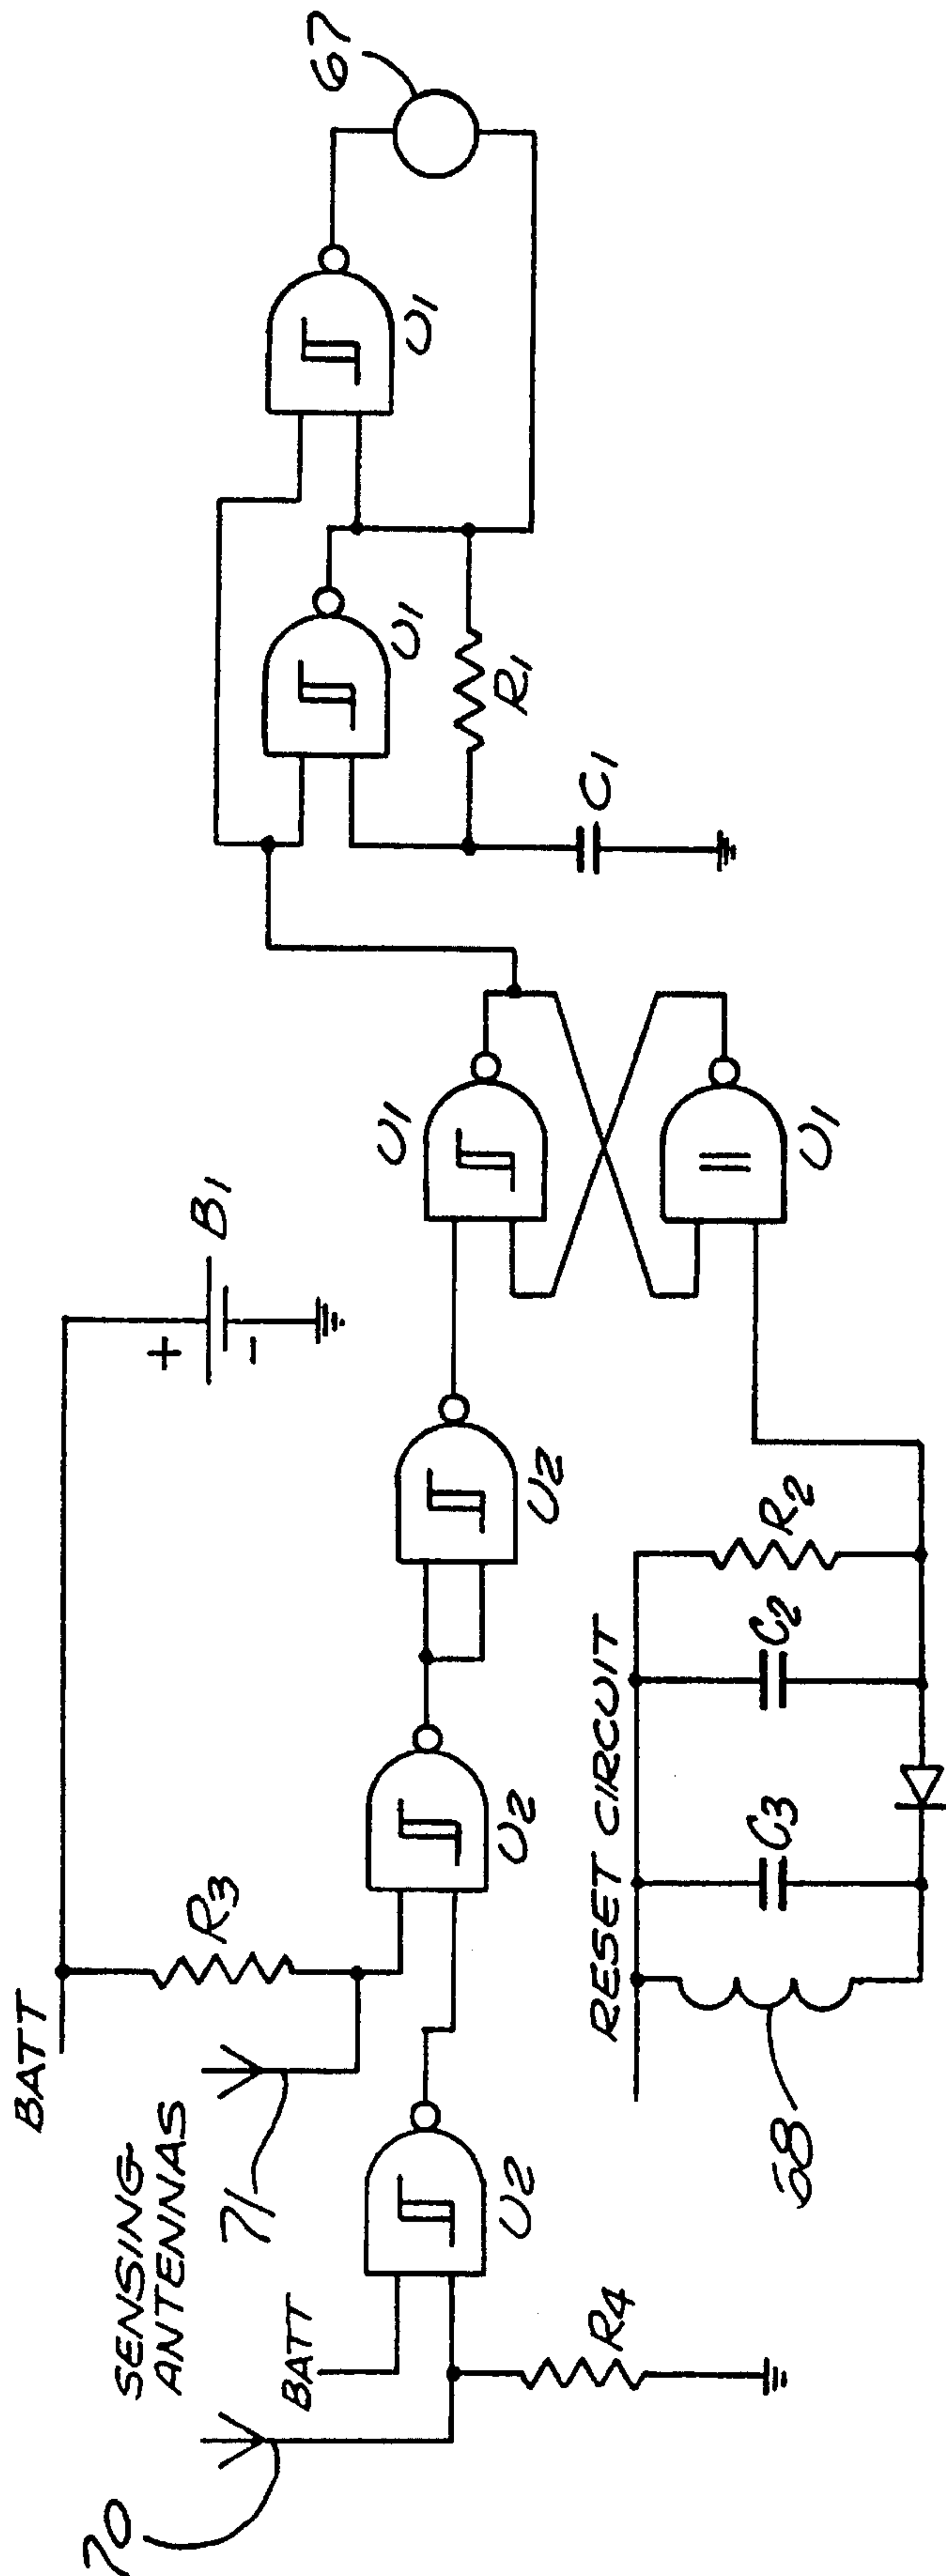 BATT
+
-
B1
67
SENSING
ANTENNAS
70
71
R3
BATT
U2
U2
U2
U1
U1
U1
R4
R1
C1
RESET CIRCUIT
68
C3
C2
R2
U1